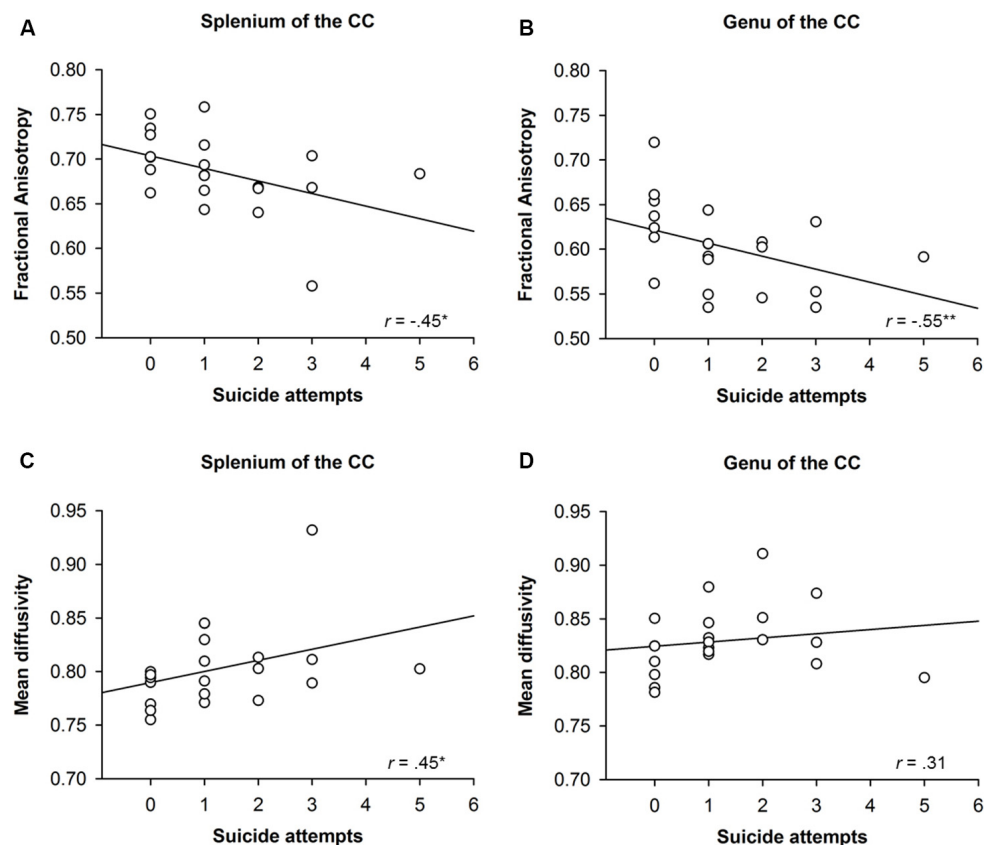 A
Splenium of the CC
Fractional Anisotropy
0.80
0.75
0.70
0.65
0.60
0.55
0.50
r = -.45*
0 1 2 3 4 5 6
Suicide attempts
B
Genu of the CC
Fractional Anisotropy
0.80
0.75
0.70
0.65
0.60
0.55
0.50
r = -.55**
0 1 2 3 4 5 6
Suicide attempts
C
Splenium of the CC
Mean diffusivity
0.95
0.90
0.85
0.80
0.75
0.70
r = .45*
0 1 2 3 4 5 6
Suicide attempts
D
Genu of the CC
Mean diffusivity
0.95
0.90
0.85
0.80
0.75
0.70
r = .31
0 1 2 3 4 5 6
Suicide attempts